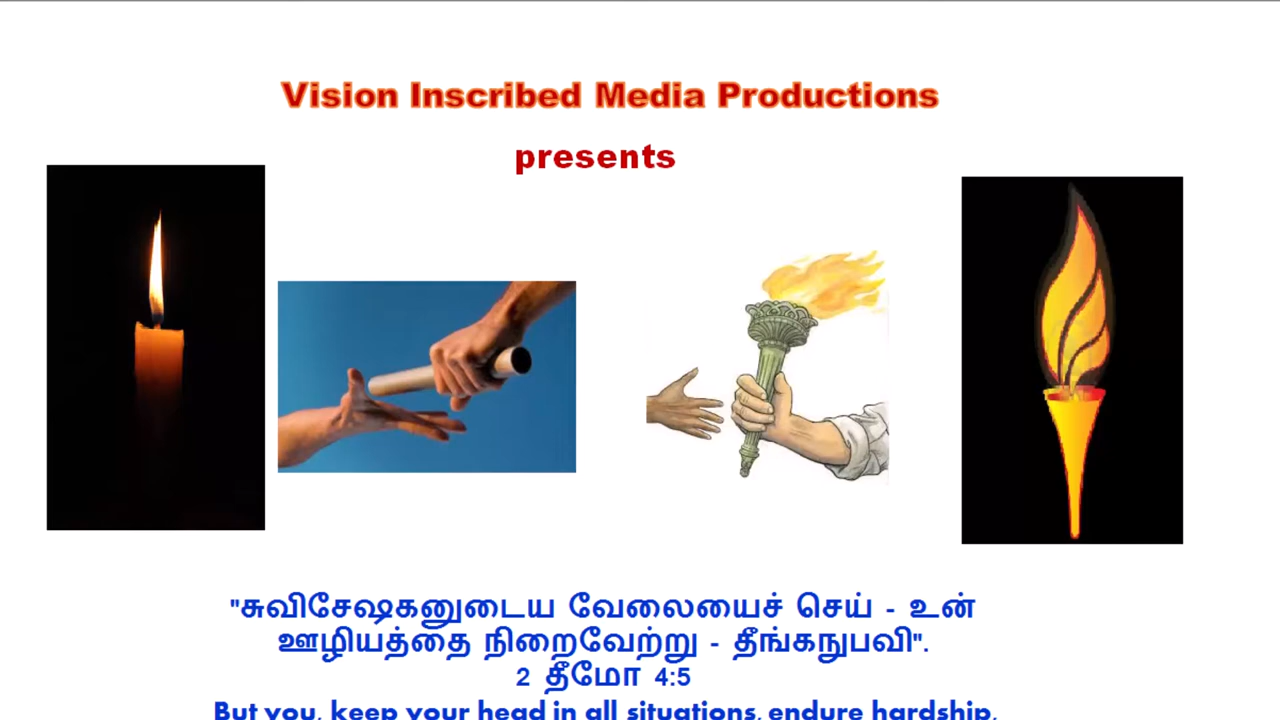 Vision Inscribed Media Productions
presents
"சுவிசேஷகனுடைய வேலையைச் செய் - உன்
ஊழியத்தை நிறைவேற்று - தீங்கநுபவி".
2 தீமோ 4:5
But you, keep your head in all situations, endure hardship,